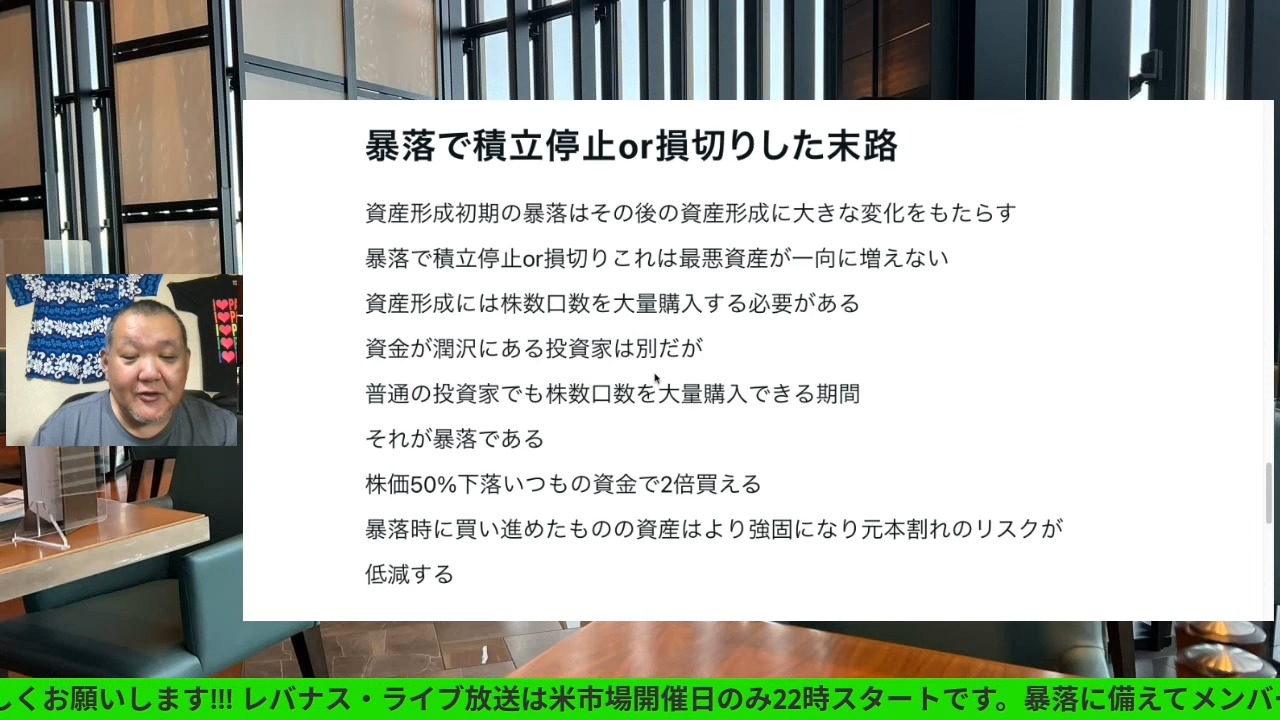 暴落で積立停止or損切りした末路
資産形成初期の暴落はその後の資産形成に大きな変化をもたらす
暴落で積立停止or損切りこれは最悪資産が一向に増えない
資産形成には株数口数を大量購入する必要がある
資金が潤沢にある投資家は別だが
普通の投資家でも株数口数を大量購入できる期間
それが暴落である
株価50%下落いつもの資金で2倍買える
暴落時に買い進めたものの資産はより強固になり元本割れのリスクが
低減する
しくお願いします!!! レバナス・ライブ放送は米市場開催日のみ22時スタートです。暴落に備えてメンバ